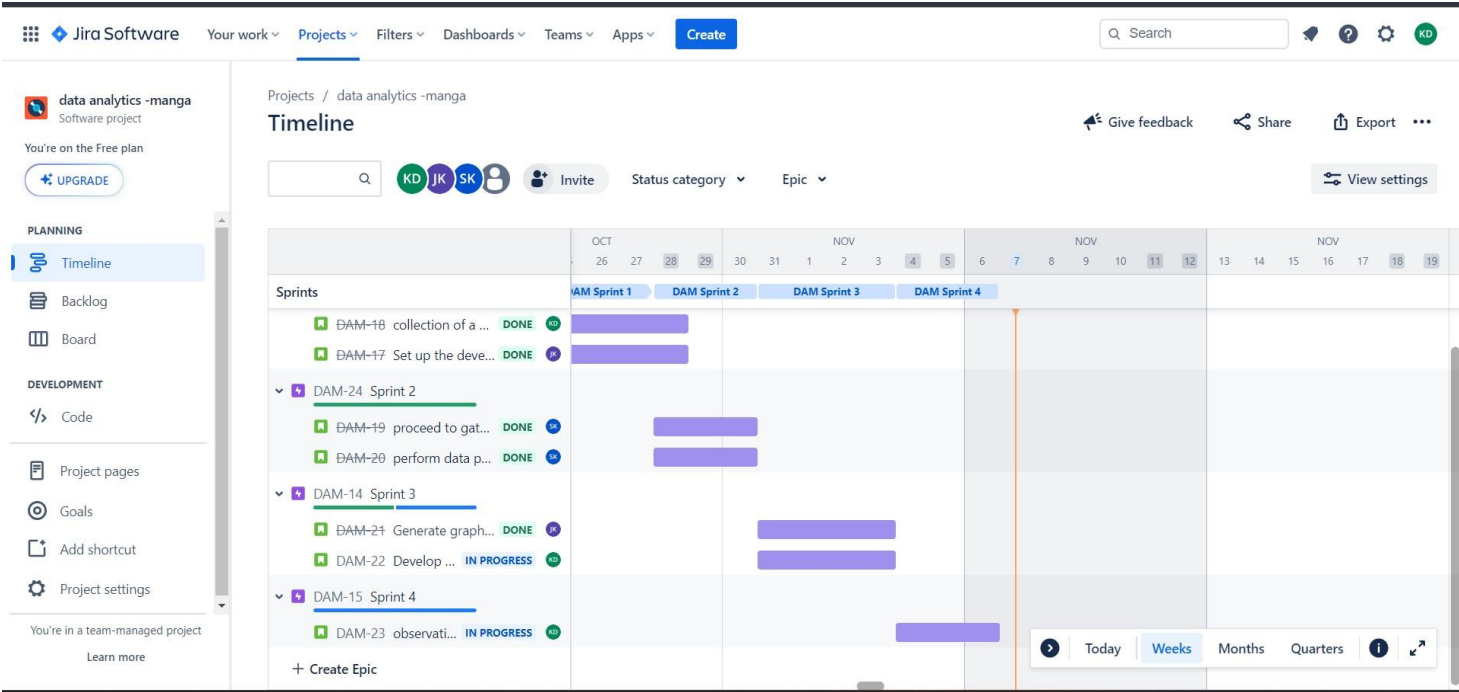 Jira Software Your work Projects Filters Dashboards Teams Apps Create Search KD
data analytics -manga
Software project
You're on the Free plan
UPGRADE
PLANNING
Timeline
Backlog
Board
DEVELOPMENT
Code
Project pages
Goals
Add shortcut
Project settings
You're in a team-managed project
Learn more
Projects / data analytics -manga
Timeline
Give feedback Share Export
KD JK SK Invite Status category Epic View settings
OCT NOV NOV NOV
26 27 28 29 30 31 1 2 3 4 5 6 7 8 9 10 11 12 13 14 15 16 17 18 19
Sprints AM Sprint 1 DAM Sprint 2 DAM Sprint 3 DAM Sprint 4
DAM-18 collection of a ... DONE KD
DAM-17 Set up the deve... DONE JK
DAM-24 Sprint 2
DAM-19 proceed to gat... DONE SK
DAM-20 perform data p... DONE SK
DAM-14 Sprint 3
DAM-21 Generate graph... DONE JK
DAM-22 Develop ... IN PROGRESS KD
DAM-15 Sprint 4
DAM-23 observati... IN PROGRESS KD
+ Create Epic
Today Weeks Months Quarters